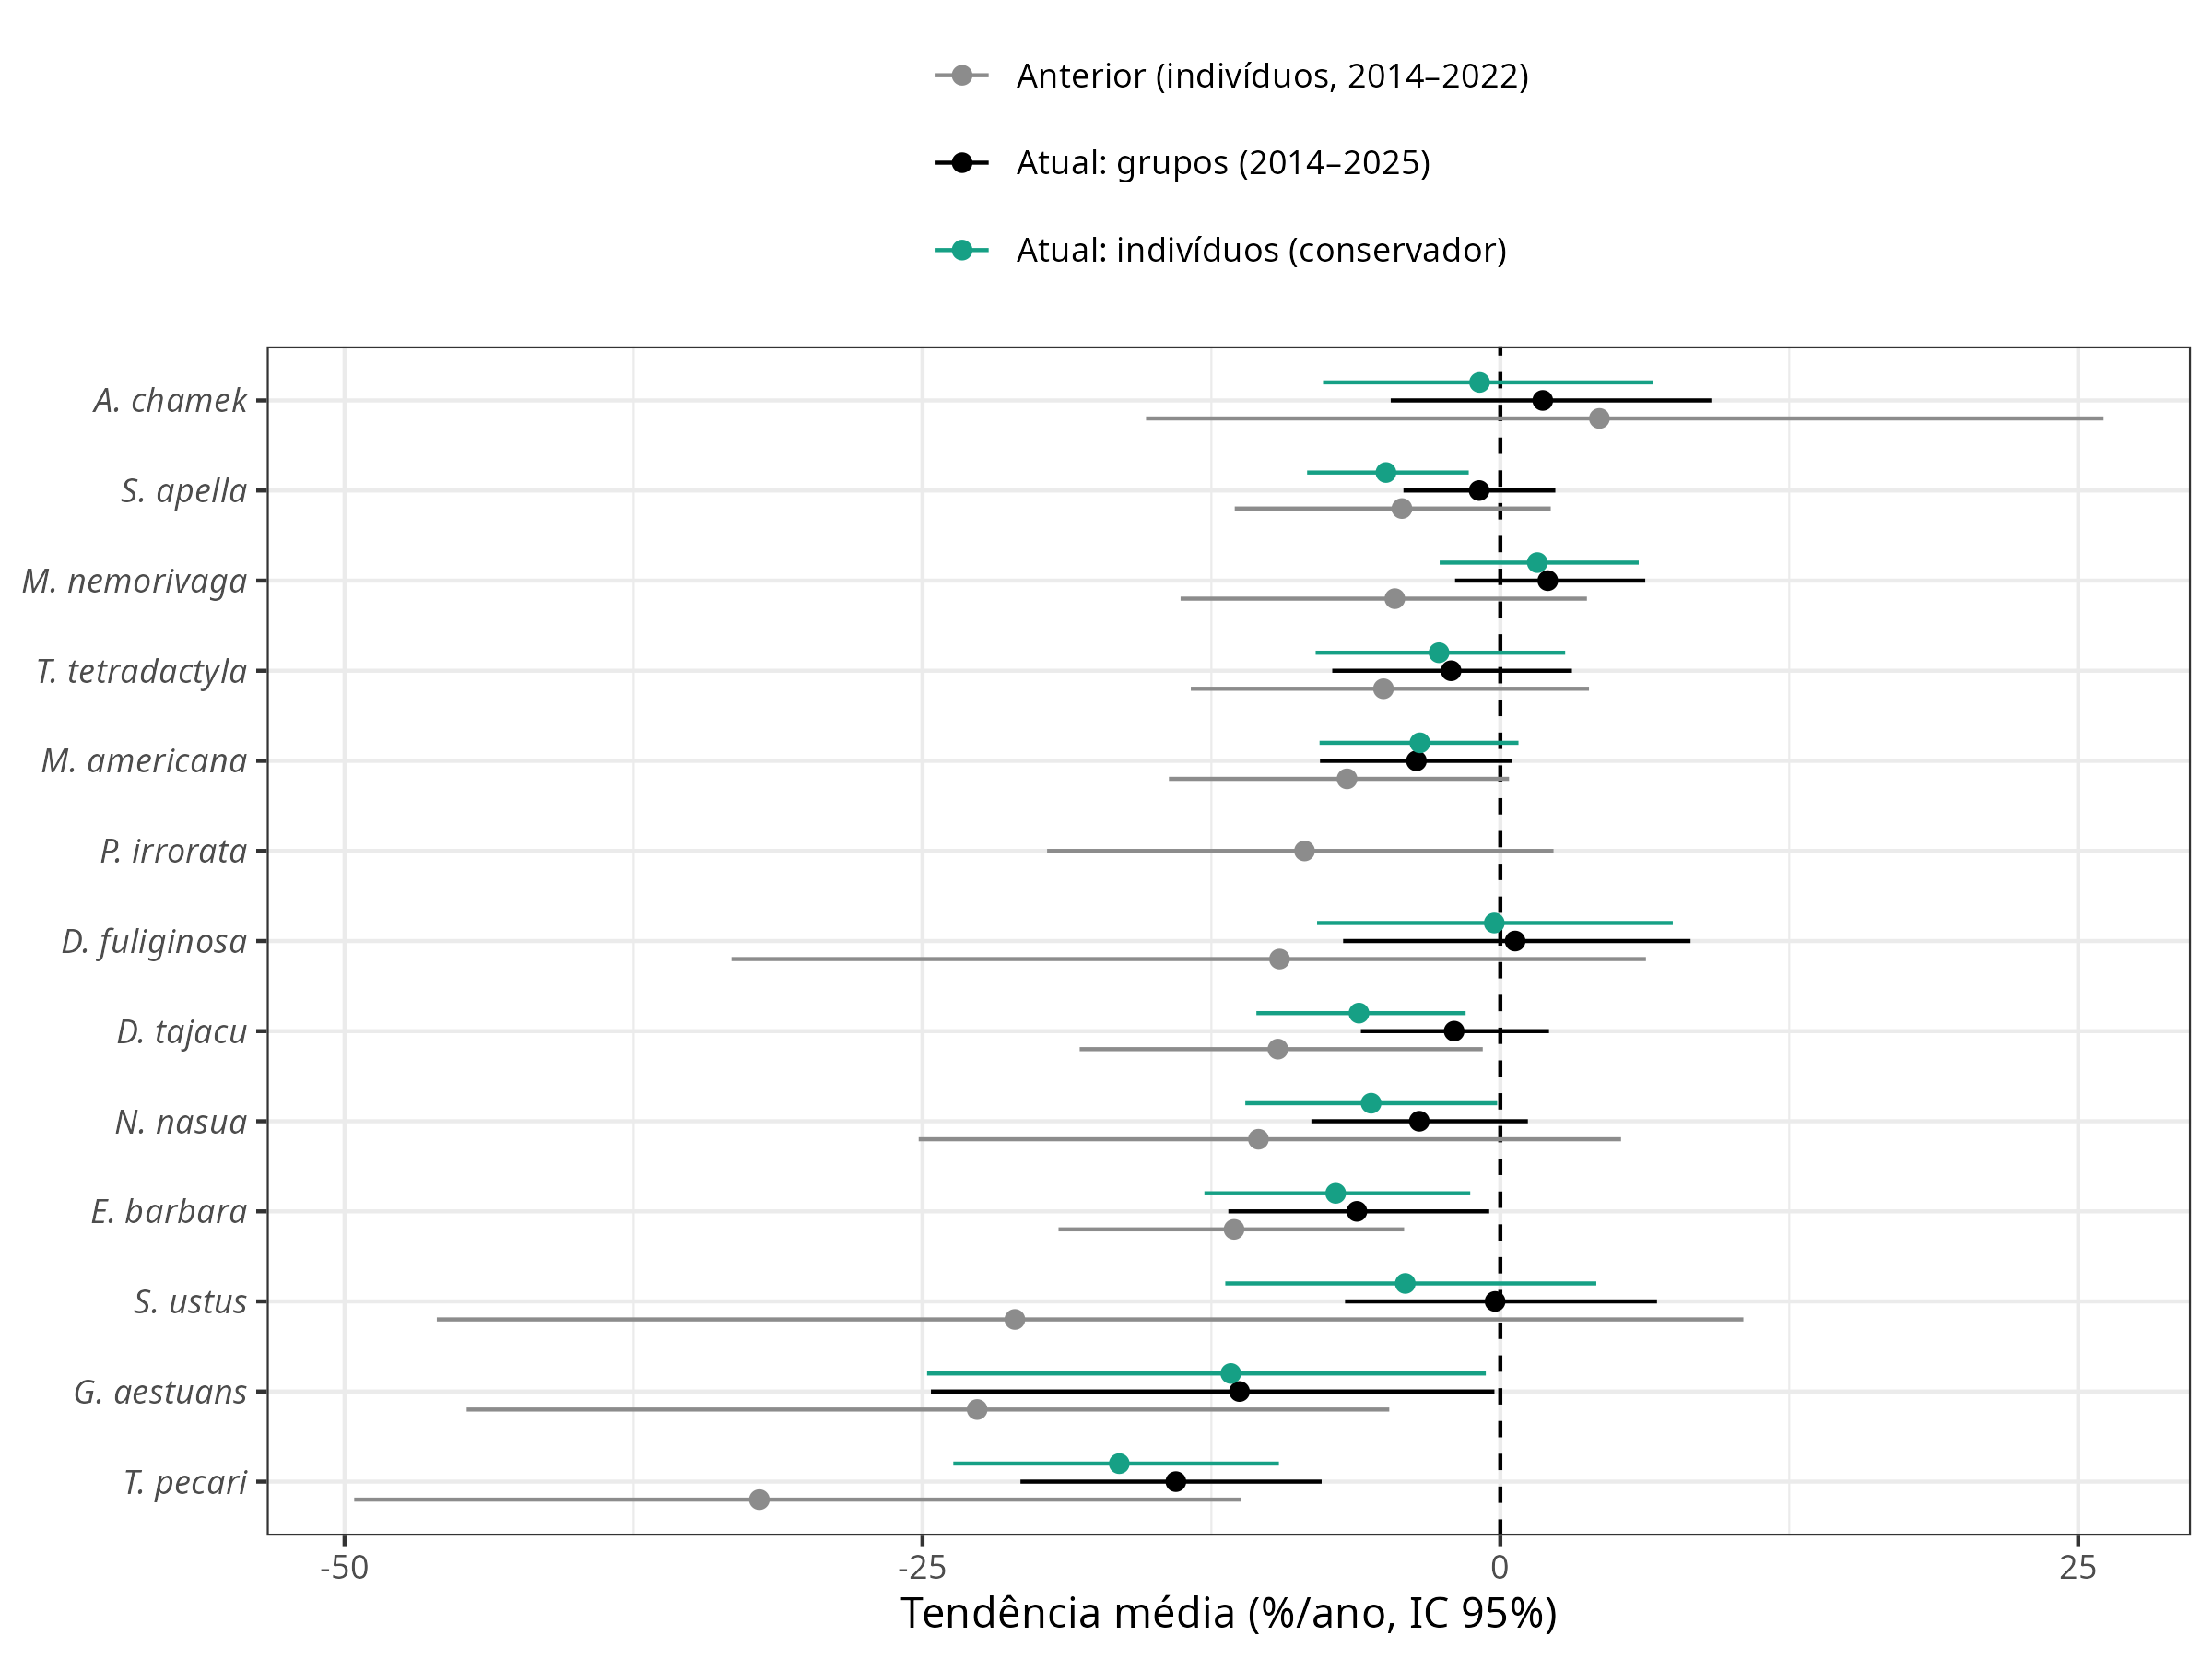 Anterior (indivíduos, 2014–2022)
Atual: grupos (2014–2025)
Atual: indivíduos (conservador)
A. chamek
S. apella
M. nemorivaga
T. tetradactyla
M. americana
P. irrorata
D. fuliginosa
D. tajacu
N. nasua
E. barbara
S. ustus
G. aestuans
T. pecari
-50 -25 0 25
Tendência média (%/ano, IC 95%)